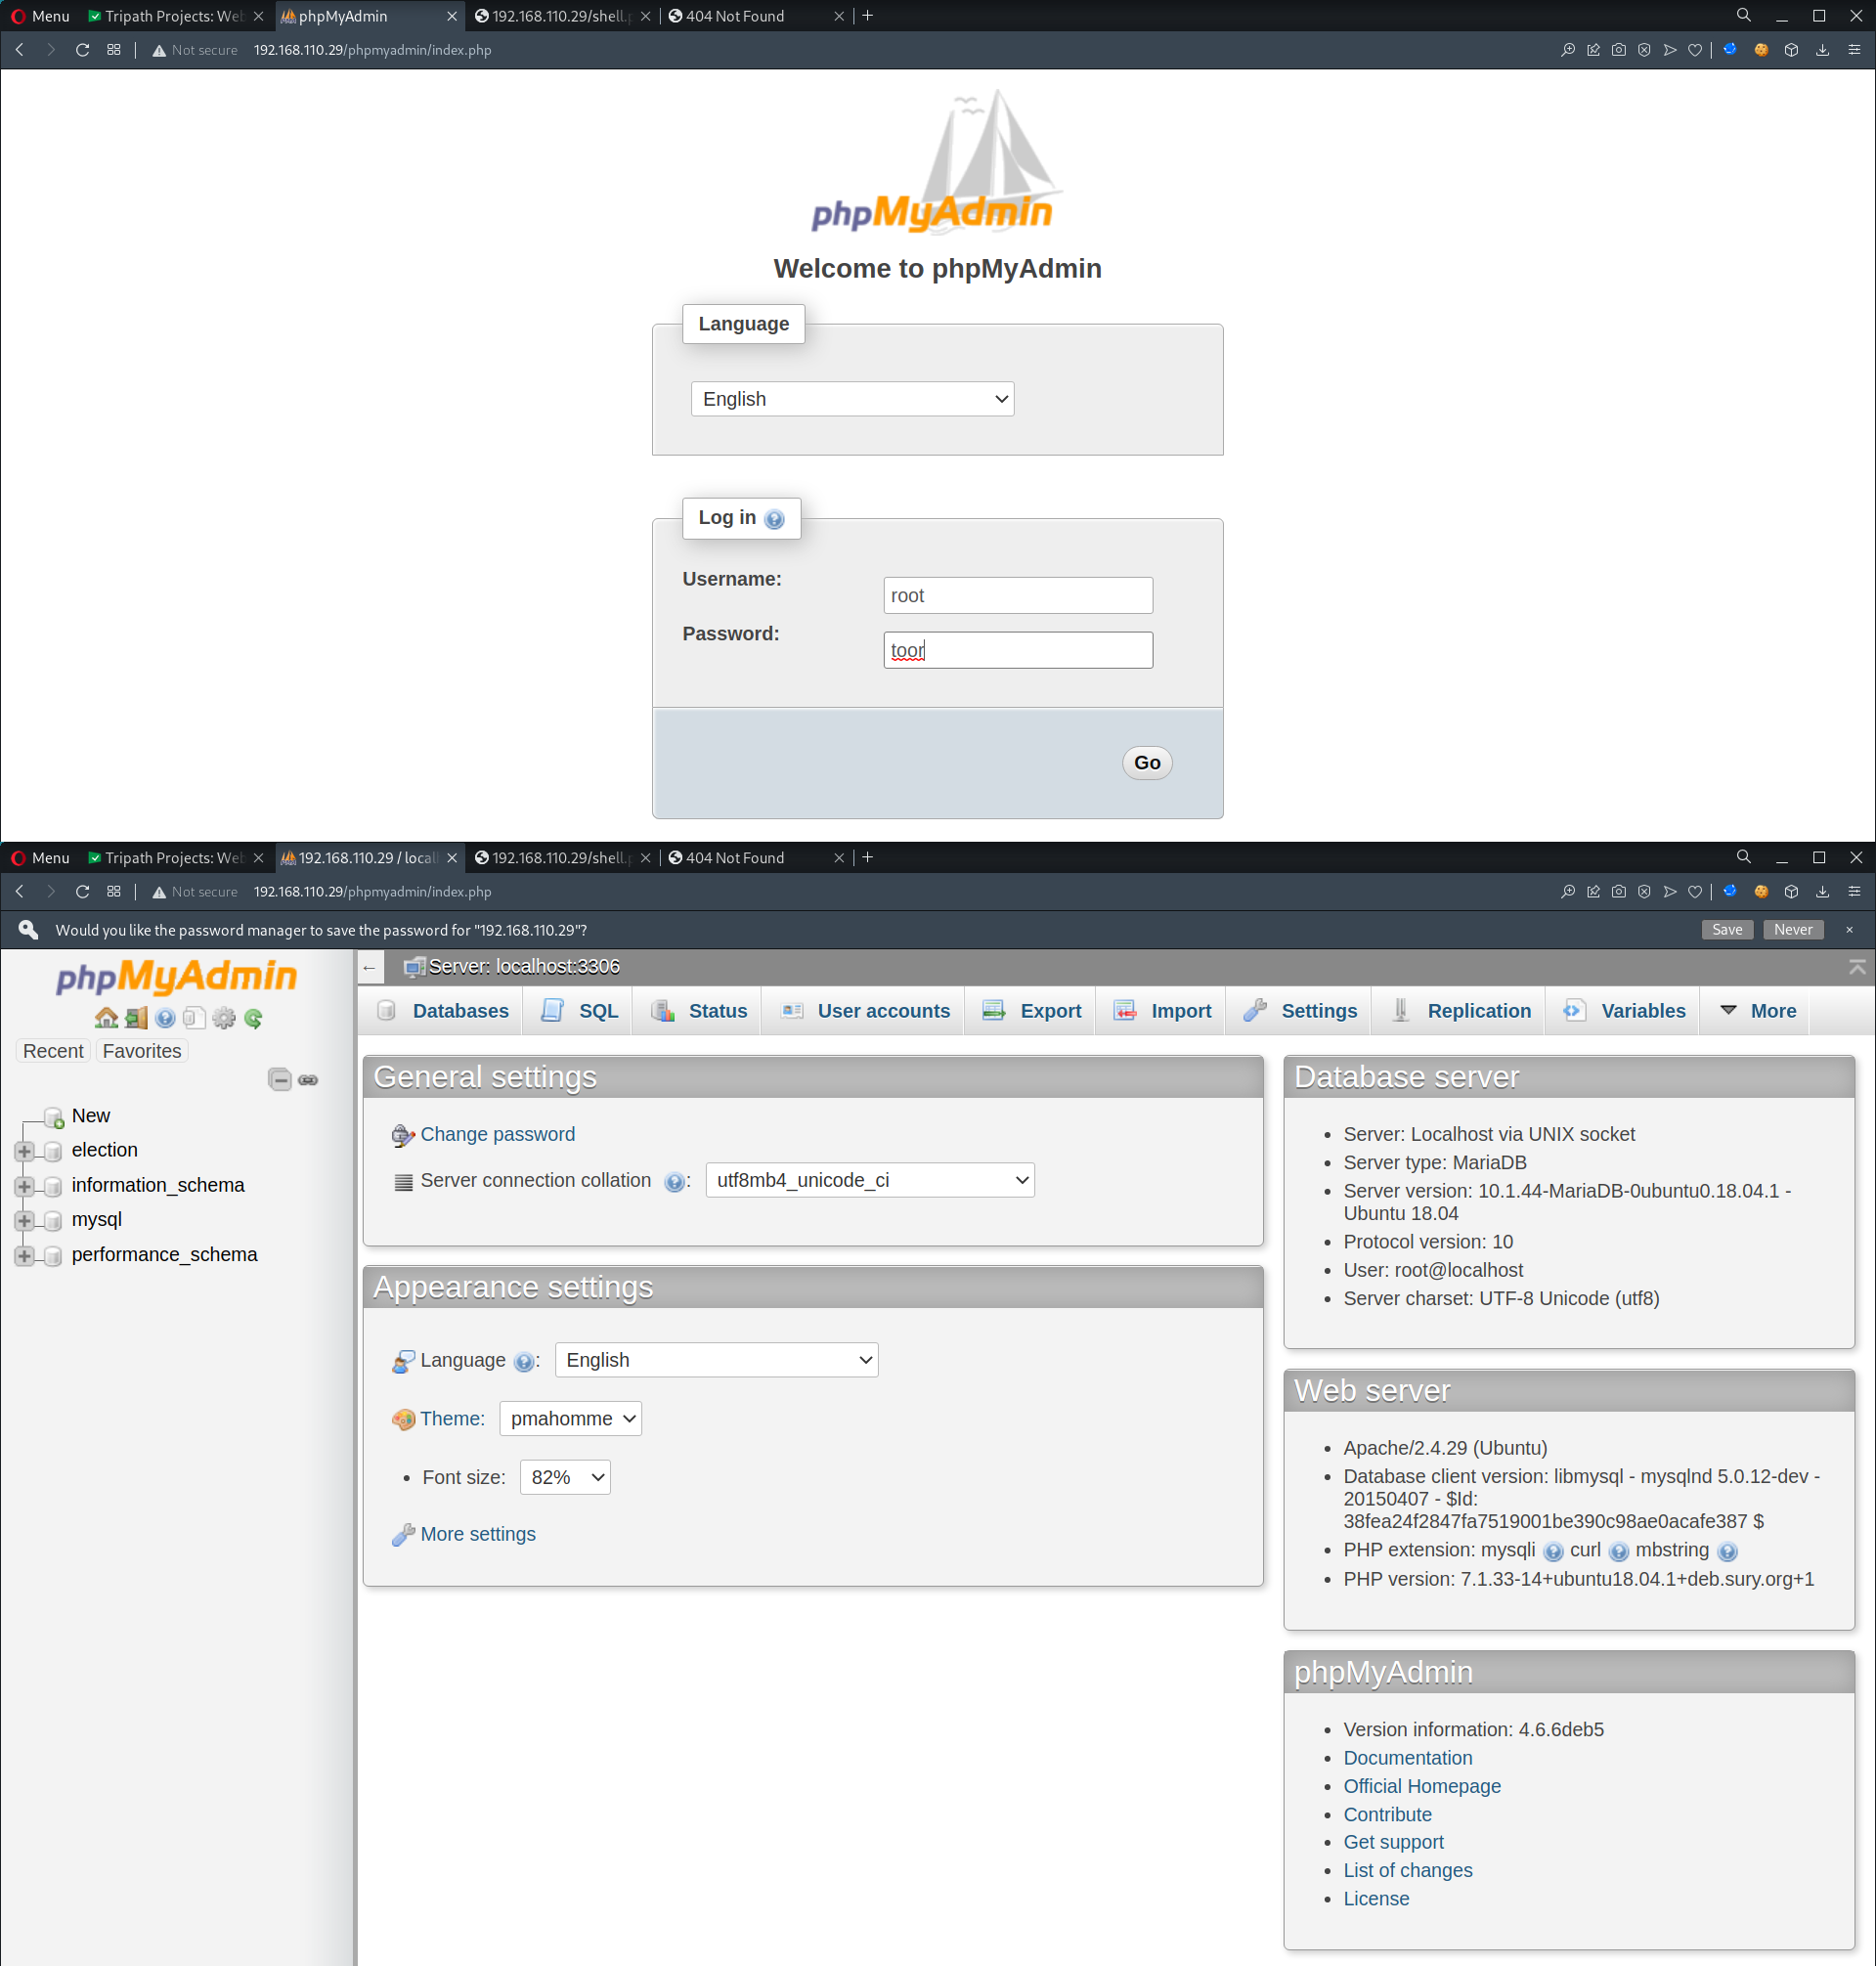 Menu
Tripath Projects: Web
phpMyAdmin
192.168.110.29/shell.p
404 Not Found
Not secure 192.168.110.29/phpmyadmin/index.php
phpMyAdmin
Welcome to phpMyAdmin
Language
English
Log in
Username:
root
Password:
toor
Go
Menu
Tripath Projects: Web
192.168.110.29 / local
192.168.110.29/shell.p
404 Not Found
Not secure 192.168.110.29/phpmyadmin/index.php
Would you like the password manager to save the password for "192.168.110.29"?
Save
Never
phpMyAdmin
Recent Favorites
New
election
information_schema
mysql
performance_schema
Server: localhost:3306
Databases SQL Status User accounts Export Import Settings Replication Variables More
General settings
Change password
Server connection collation : utf8mb4_unicode_ci
Appearance settings
Language : English
Theme: pmahomme
• Font size: 82%
More settings
Database server
• Server: Localhost via UNIX socket
• Server type: MariaDB
• Server version: 10.1.44-MariaDB-0ubuntu0.18.04.1 -
Ubuntu 18.04
• Protocol version: 10
• User: root@localhost
• Server charset: UTF-8 Unicode (utf8)
Web server
• Apache/2.4.29 (Ubuntu)
• Database client version: libmysql - mysqlnd 5.0.12-dev -
20150407 - $Id:
38fea24f2847fa7519001be390c98ae0acafe387 $
• PHP extension: mysqli curl mbstring
• PHP version: 7.1.33-14+ubuntu18.04.1+deb.sury.org+1
phpMyAdmin
• Version information: 4.6.6deb5
• Documentation
• Official Homepage
• Contribute
• Get support
• List of changes
• License